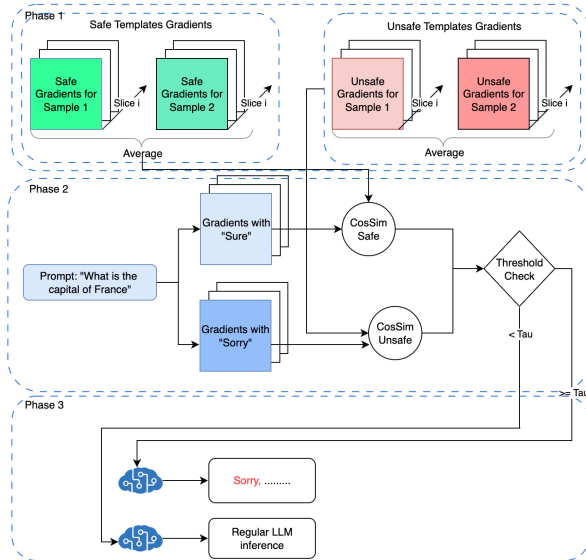 Phase 1
Safe Templates Gradients
Unsafe Templates Gradients
Safe
Gradients for
Sample 1
Slice i
Safe
Gradients for
Sample 2
Slice i
Unsafe
Gradients for
Sample 1
Slice i
Unsafe
Gradients for
Sample 2
Slice i
Average
Average
Phase 2
Gradients with
"Sure"
CosSim
Safe
Prompt: "What is the
capital of France"
Threshold
Check
Gradients with
"Sorry"
CosSim
Unsafe
< Tau
>= Tau
Phase 3
Sorry, .........
Regular LLM
inference